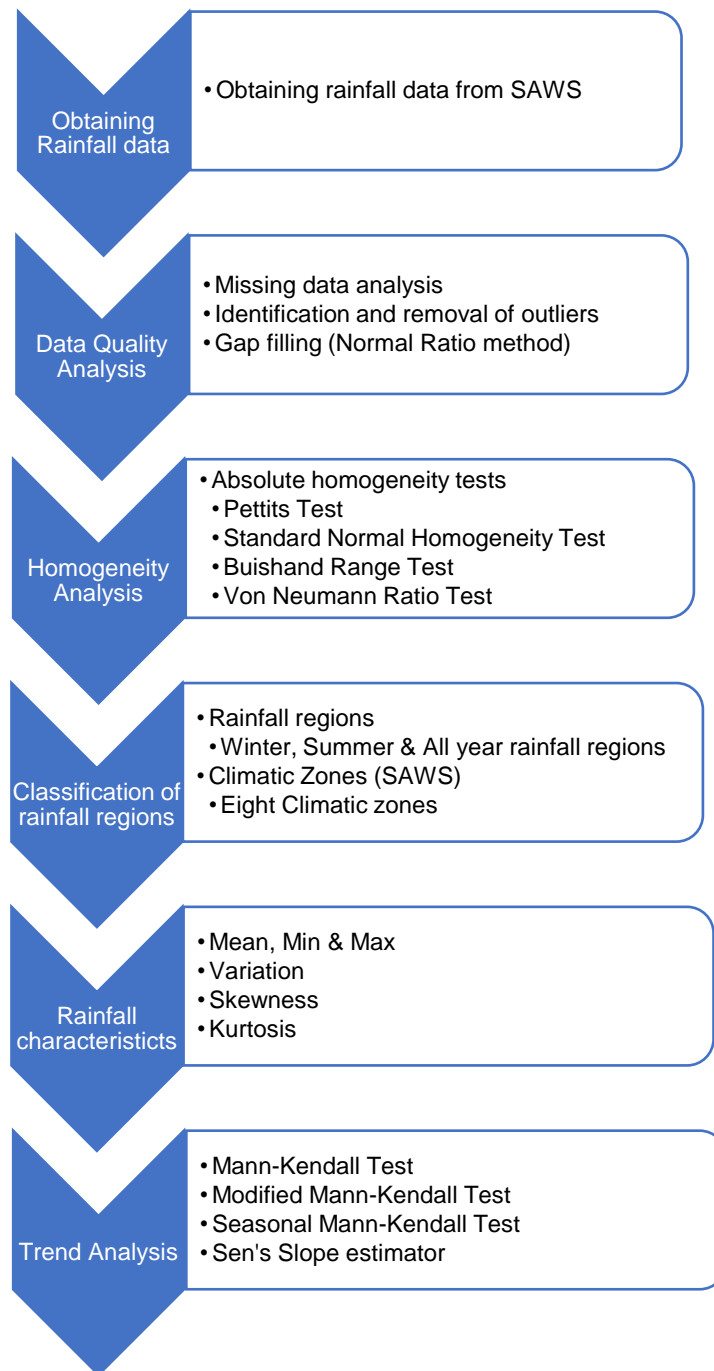 Obtaining
Rainfall data
• Obtaining rainfall data from SAWS
Data Quality
Analysis
• Missing data analysis
• Identification and removal of outliers
• Gap filling (Normal Ratio method)
Homogeneity
Analysis
• Absolute homogeneity tests
• Pettits Test
• Standard Normal Homogeneity Test
• Buishand Range Test
• Von Neumann Ratio Test
Classification of
rainfall regions
• Rainfall regions
• Winter, Summer & All year rainfall regions
• Climatic Zones (SAWS)
• Eight Climatic zones
Rainfall
characteristicts
• Mean, Min & Max
• Variation
• Skewness
• Kurtosis
Trend Analysis
• Mann-Kendall Test
• Modified Mann-Kendall Test
• Seasonal Mann-Kendall Test
• Sen's Slope estimator